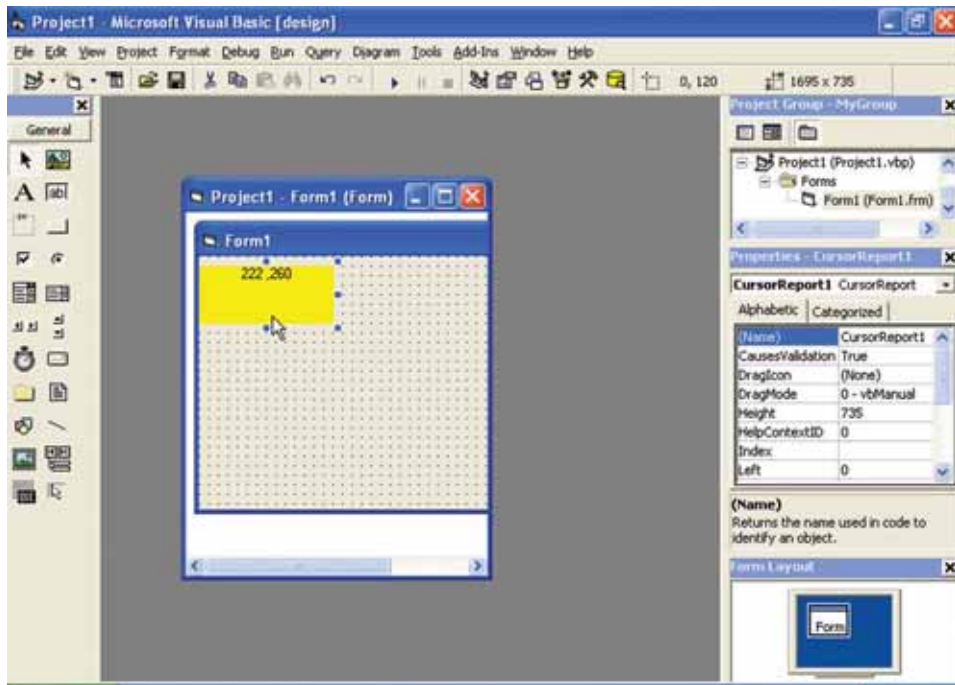 Project1 - Microsoft Visual Basic [design]
File Edit View Project Format Debug Run Query Diagram Tools Add-Ins Window Help
0, 120
1695 x 735
General
A
ab
Project1 - Form1 (Form)
Form1
222 ,260
Project Group - MyGroup
Project1 (Project1.vbp)
Forms
Form1 (Form1.frm)
Properties - CursorReport1
CursorReport1 CursorReport
Alphabetic Categorized
(Name) CursorReport1
CausesValidation True
DragIcon (None)
DragMode 0 - vbManual
Height 735
HelpContextID 0
Index
Left 0
(Name)
Returns the name used in code to
identify an object.
Form Layout
Form